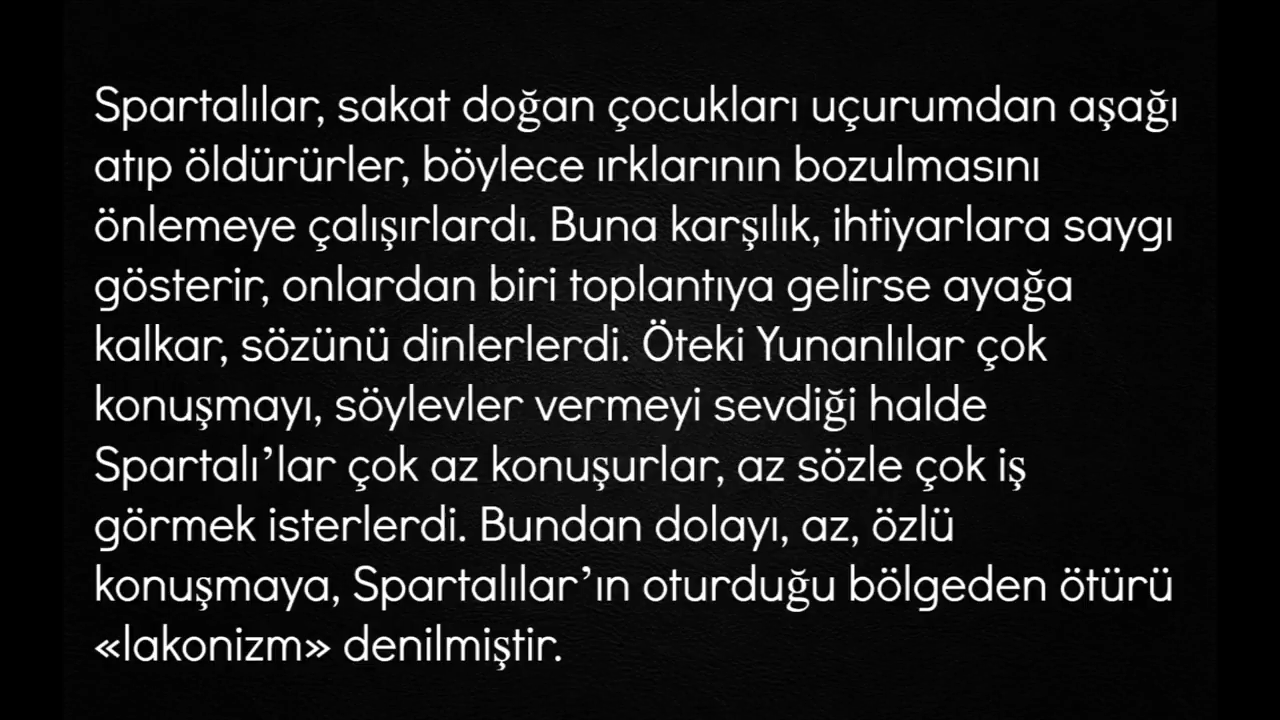 Spartalılar, sakat doğan çocukları uçurumdan aşağı
atıp öldürürler, böylece ırklarının bozulmasını
önlemeye çalışırlardı. Buna karşılık, ihtiyarlara saygı
gösterir, onlardan biri toplantıya gelirse ayağa
kalkar, sözünü dinlerlerdi. Öteki Yunanlılar çok
konuşmayı, söylevler vermeyi sevdiği halde
Spartalı’lar çok az konuşurlar, az sözle çok iş
görmek isterlerdi. Bundan dolayı, az, özlü
konuşmaya, Spartalılar’ın oturduğu bölgeden ötürü
«lakonizm» denilmiştir.